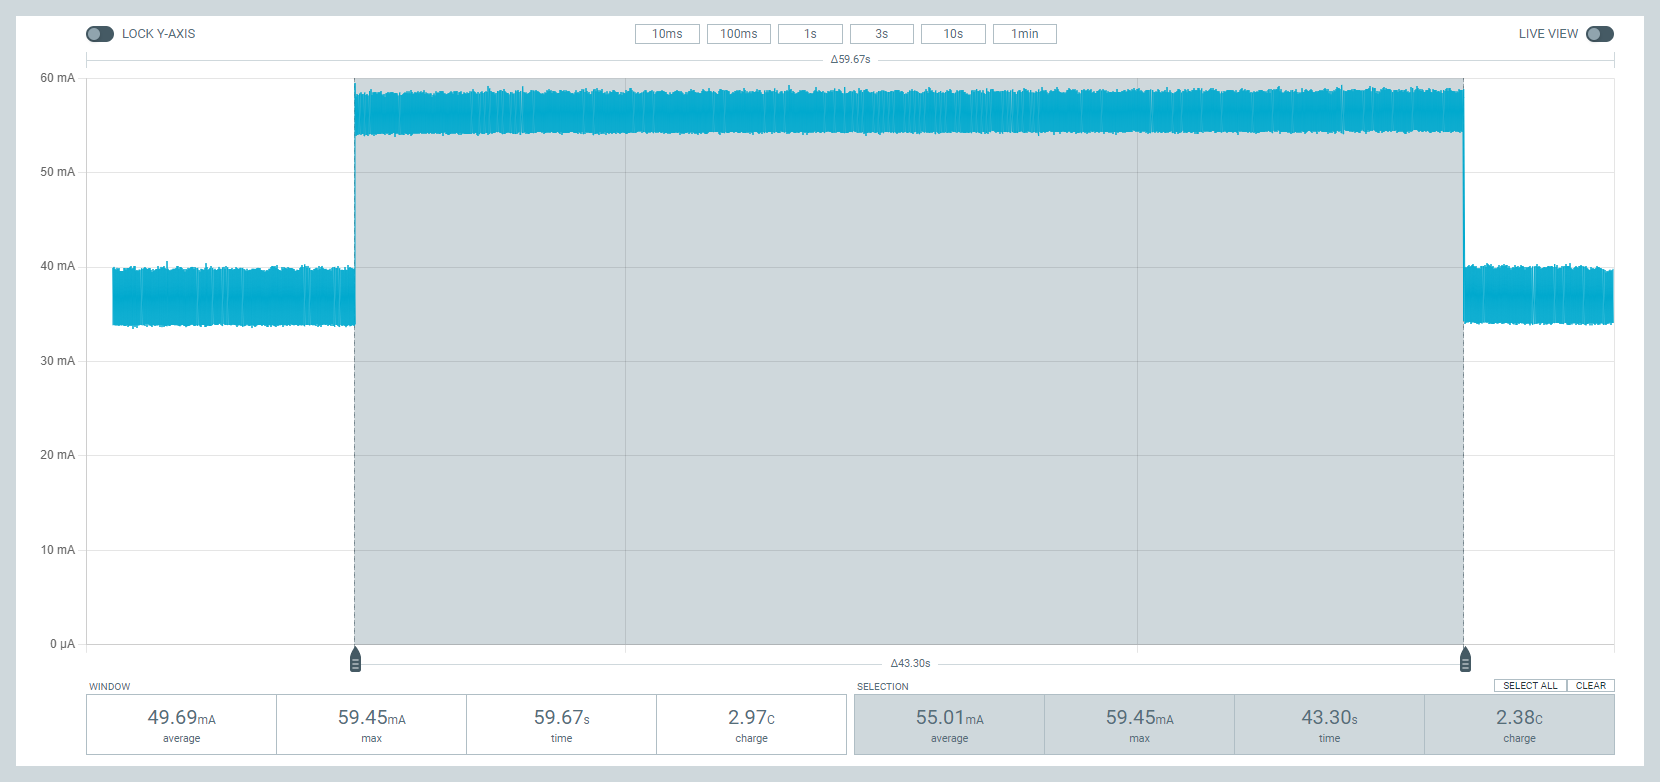 LOCK Y-AXIS 10ms 100ms 1s 3s 10s 1min LIVE VIEW
Δ59.67s
60 mA
50 mA
40 mA
30 mA
20 mA
10 mA
0 µA
Δ43.30s
WINDOW SELECTION SELECT ALL CLEAR
49.69mA 59.45mA 59.67s 2.97C 55.01mA 59.45mA 43.30s 2.38C
average max time charge average max time charge